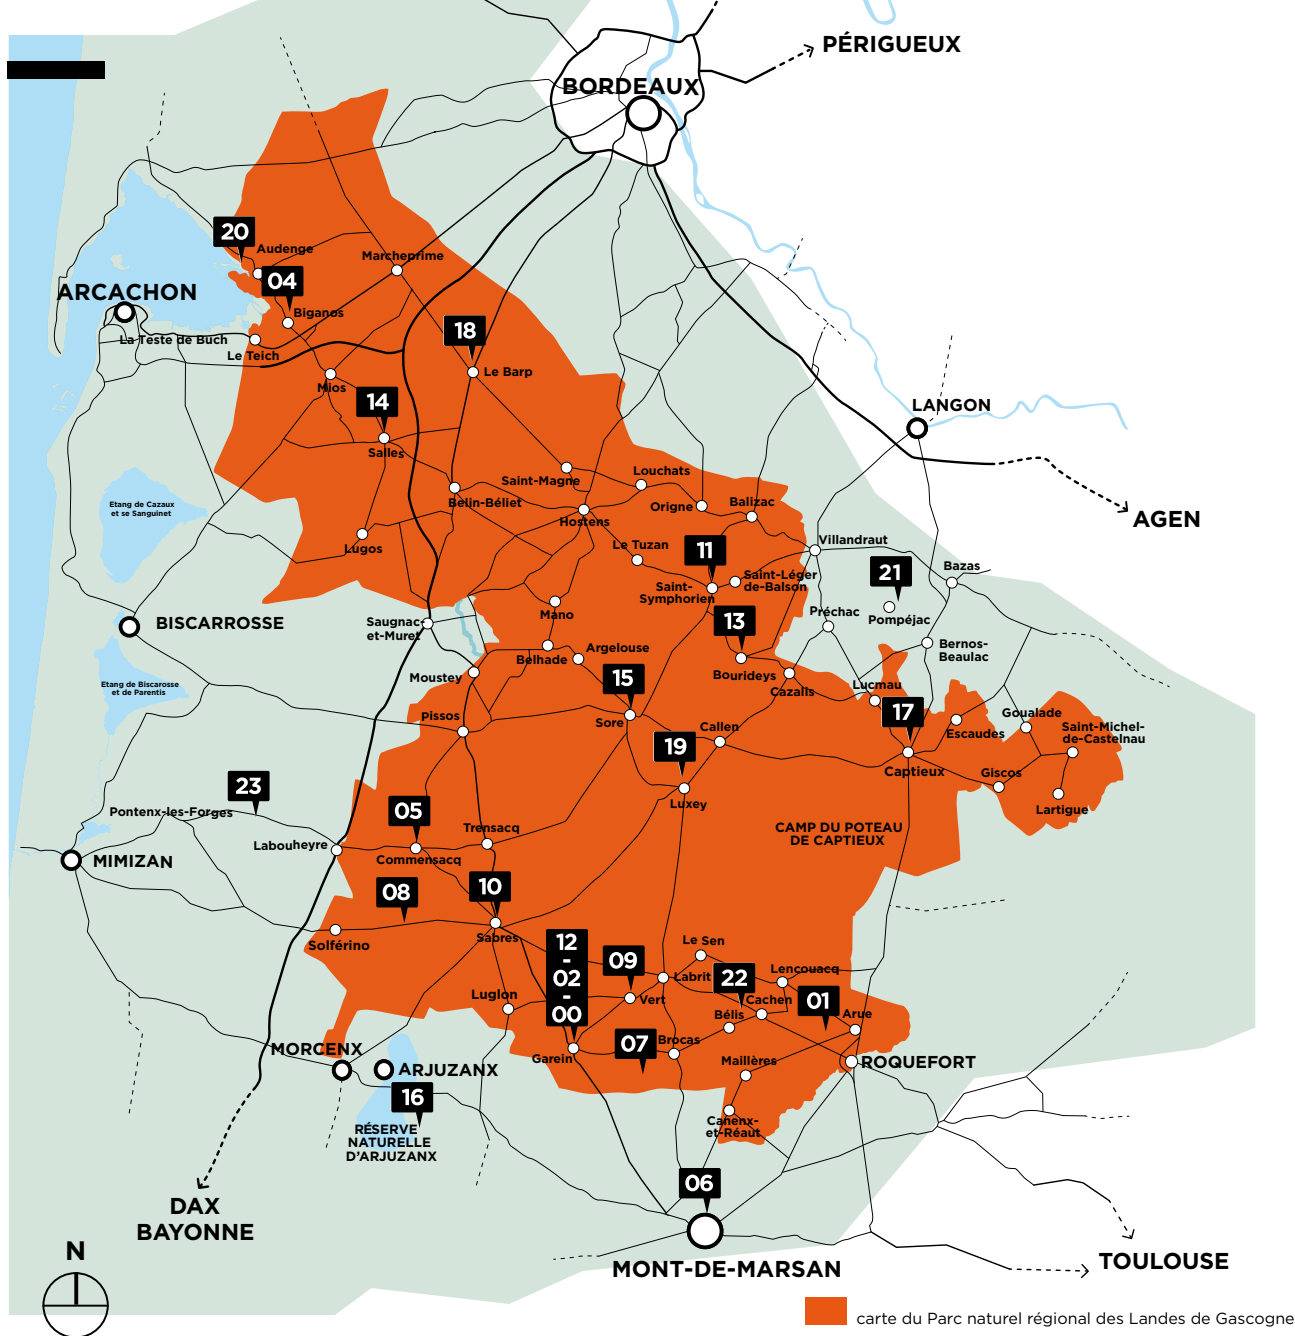 PÉRIGUEUX
BORDEAUX
20
Audenge
Marcheprime
04
ARCACHON
Biganos
18
La Teste de Buch
Le Teich
Le Barp
Mios
14
LANGON
Salles
Saint-Magne
Louchats
Etang de Cazaux
et se Sanguinet
Belin-Béliet
Origne
Balizac
AGEN
Hostens
Lugos
Le Tuzan
11
Villandraut
21
Bazas
Saint-Léger
de-Balson
Saint-
Symphorien
Mano
13
Préchac
Pompéjac
BISCARROSSE
Saugnac-
et-Muret
Bernos-
Beaulac
Belhade
Argelouse
Etang de Biscarosse
et de Parentis
Moustey
15
Bourideys
Cazalis
Lucmau
17
Pissos
Sore
Callen
Escaudes
Goualade
Saint-Michel-
de-Castelnau
19
Captieux
Giscos
23
Luxey
Lartigue
Pontenx-les-Forges
05
Trensacq
CAMP DU POTEAU
DE CAPTIEUX
Labouheyre
MIMIZAN
Commensacq
08
10
Solférino
Sabres
12
-
02
-
00
Le Sen
09
Labrit
22
Lencouacq
Luglon
Vert
Cachen
01
Bélis
Arue
MORCENX
Garein
07
Brocas
Maillères
ROQUEFORT
ARJUZANX
16
RÉSERVE
NATURELLE
D'ARJUZANX
Canenx-
et-Réaut
06
DAX
BAYONNE
N
MONT-DE-MARSAN
TOULOUSE
carte du Parc naturel régional des Landes de Gascogne